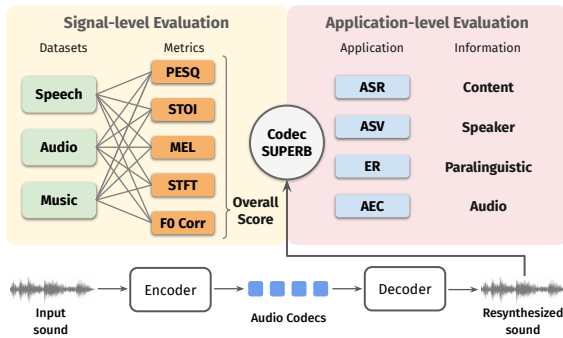 Signal-level Evaluation
Application-level Evaluation
Datasets
Metrics
Application
Information
Speech
Audio
Music
PESQ
STOI
MEL
STFT
F0 Corr
Overall
Score
Codec
SUPERB
ASR
Content
ASV
Speaker
ER
Paralinguistic
AEC
Audio
Input
sound
Encoder
Audio Codecs
Decoder
Resynthesized
sound